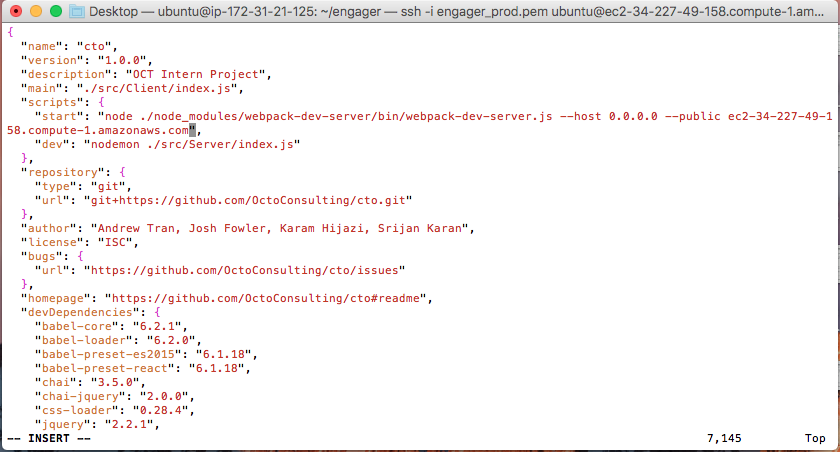 Desktop — ubuntu@ip-172-31-21-125: ~/engager — ssh -i engager_prod.pem ubuntu@ec2-34-227-49-158.compute-1.am...
{
  "name": "cto",
  "version": "1.0.0",
  "description": "OCT Intern Project",
  "main": "./src/Client/index.js",
  "scripts": {
    "start": "node ./node_modules/webpack-dev-server/bin/webpack-dev-server.js --host 0.0.0.0 --public ec2-34-227-49-1
58.compute-1.amazonaws.com",
    "dev": "nodemon ./src/Server/index.js"
  },
  "repository": {
    "type": "git",
    "url": "git+https://github.com/OctoConsulting/cto.git"
  },
  "author": "Andrew Tran, Josh Fowler, Karam Hijazi, Srijan Karan",
  "license": "ISC",
  "bugs": {
    "url": "https://github.com/OctoConsulting/cto/issues"
  },
  "homepage": "https://github.com/OctoConsulting/cto#readme",
  "devDependencies": {
    "babel-core": "6.2.1",
    "babel-loader": "6.2.0",
    "babel-preset-es2015": "6.1.18",
    "babel-preset-react": "6.1.18",
    "chai": "3.5.0",
    "chai-jquery": "2.0.0",
    "css-loader": "0.28.4",
    "jquery": "2.2.1",
-- INSERT -- 7,145 Top